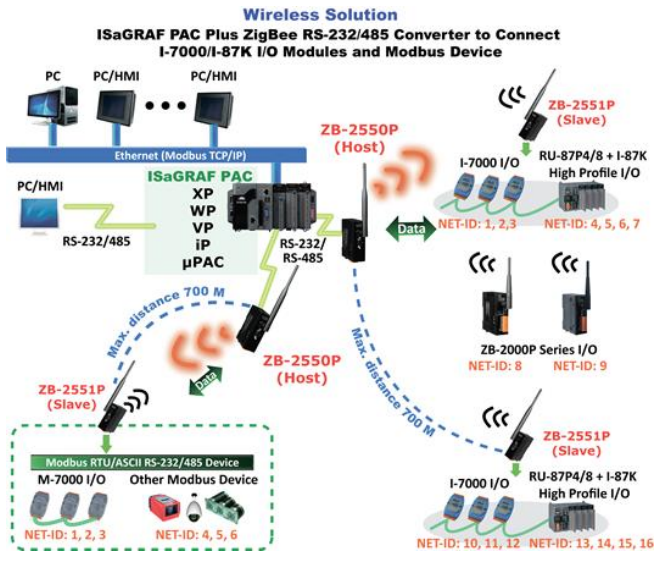 Wireless Solution
ISaGRAF PAC Plus ZigBee RS-232/485 Converter to Connect
I-7000/I-87K I/O Modules and Modbus Device
PC
PC/HMI
PC/HMI
Ethernet (Modbus TCP/IP)
ZB-2550P
(Host)
ZB-2551P
(Slave)
I-7000 I/O
RU-87P4/8 + I-87K
High Profile I/O
NET-ID: 1, 2,3
NET-ID: 4, 5, 6, 7
PC/HMI
RS-232/485
ISaGRAF PAC
XP
WP
VP
iP
μPAC
RS-232/
RS-485
Data
Max. distance 700 M
ZB-2550P
(Host)
Data
ZB-2000P Series I/O
NET-ID: 8
NET-ID: 9
Max. distance 700 M
ZB-2551P
(Slave)
Modbus RTU/ASCII RS-232/485 Device
M-7000 I/O
Other Modbus Device
NET-ID: 1, 2, 3
NET-ID: 4, 5, 6
ZB-2551P
(Slave)
I-7000 I/O
RU-87P4/8 + I-87K
High Profile I/O
NET-ID: 10, 11, 12
NET-ID: 13, 14, 15, 16